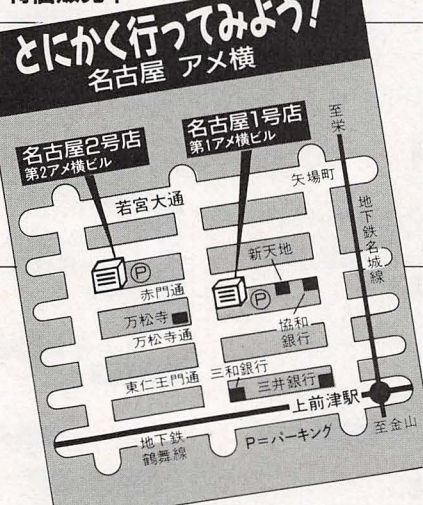 とにかく行ってみよう!
名古屋 アメ横
名古屋2号店
第2アメ横ビル
名古屋1号店
第1アメ横ビル
至栄
矢場町
若宮大通
地下鉄名城線
新天地
P
赤門通
P
万松寺
万松寺通
協和
銀行
東仁王門通
三和銀行
三井銀行
上前津駅
地下鉄
鶴舞線
P=パーキング
至金山